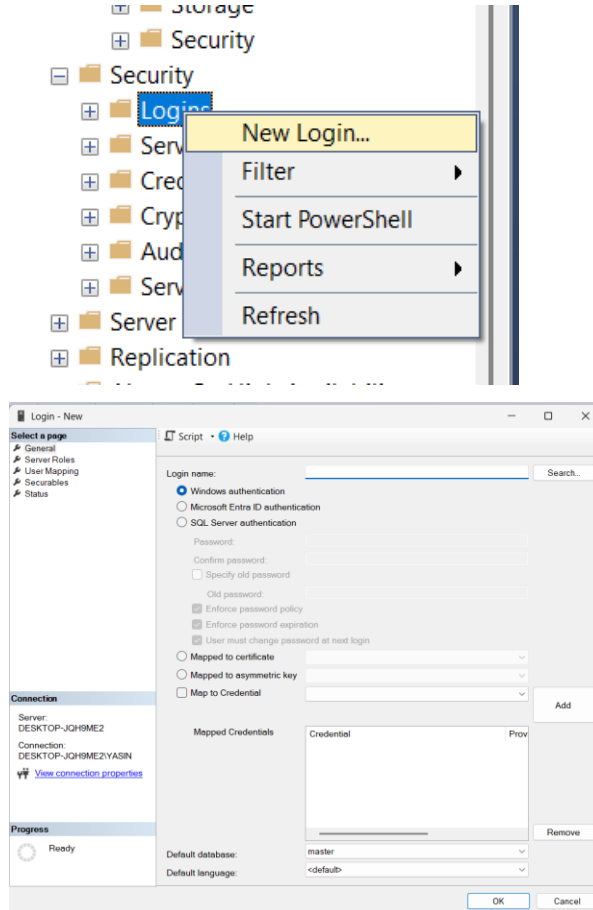 Storage
Security
Security
Logins
New Login...
Serv
Filter
Cred
Cryp
Start PowerShell
Aud
Reports
Serv
Server
Refresh
Replication
Login - New
Select a page
General
Server Roles
User Mapping
Securables
Status
Script
Help
Login name:
Search...
Windows authentication
Microsoft Entra ID authentication
SQL Server authentication
Password:
Confirm password:
Specify old password
Old password:
Enforce password policy
Enforce password expiration
User must change password at next login
Mapped to certificate
Mapped to asymmetric key
Map to Credential
Add
Mapped Credentials
Credential Prov
Remove
Default database: master
Default language: <default>
Connection
Server:
DESKTOP-JQH9ME2
Connection:
DESKTOP-JQH9ME2\YASIN
View connection properties
Progress
Ready
OK
Cancel